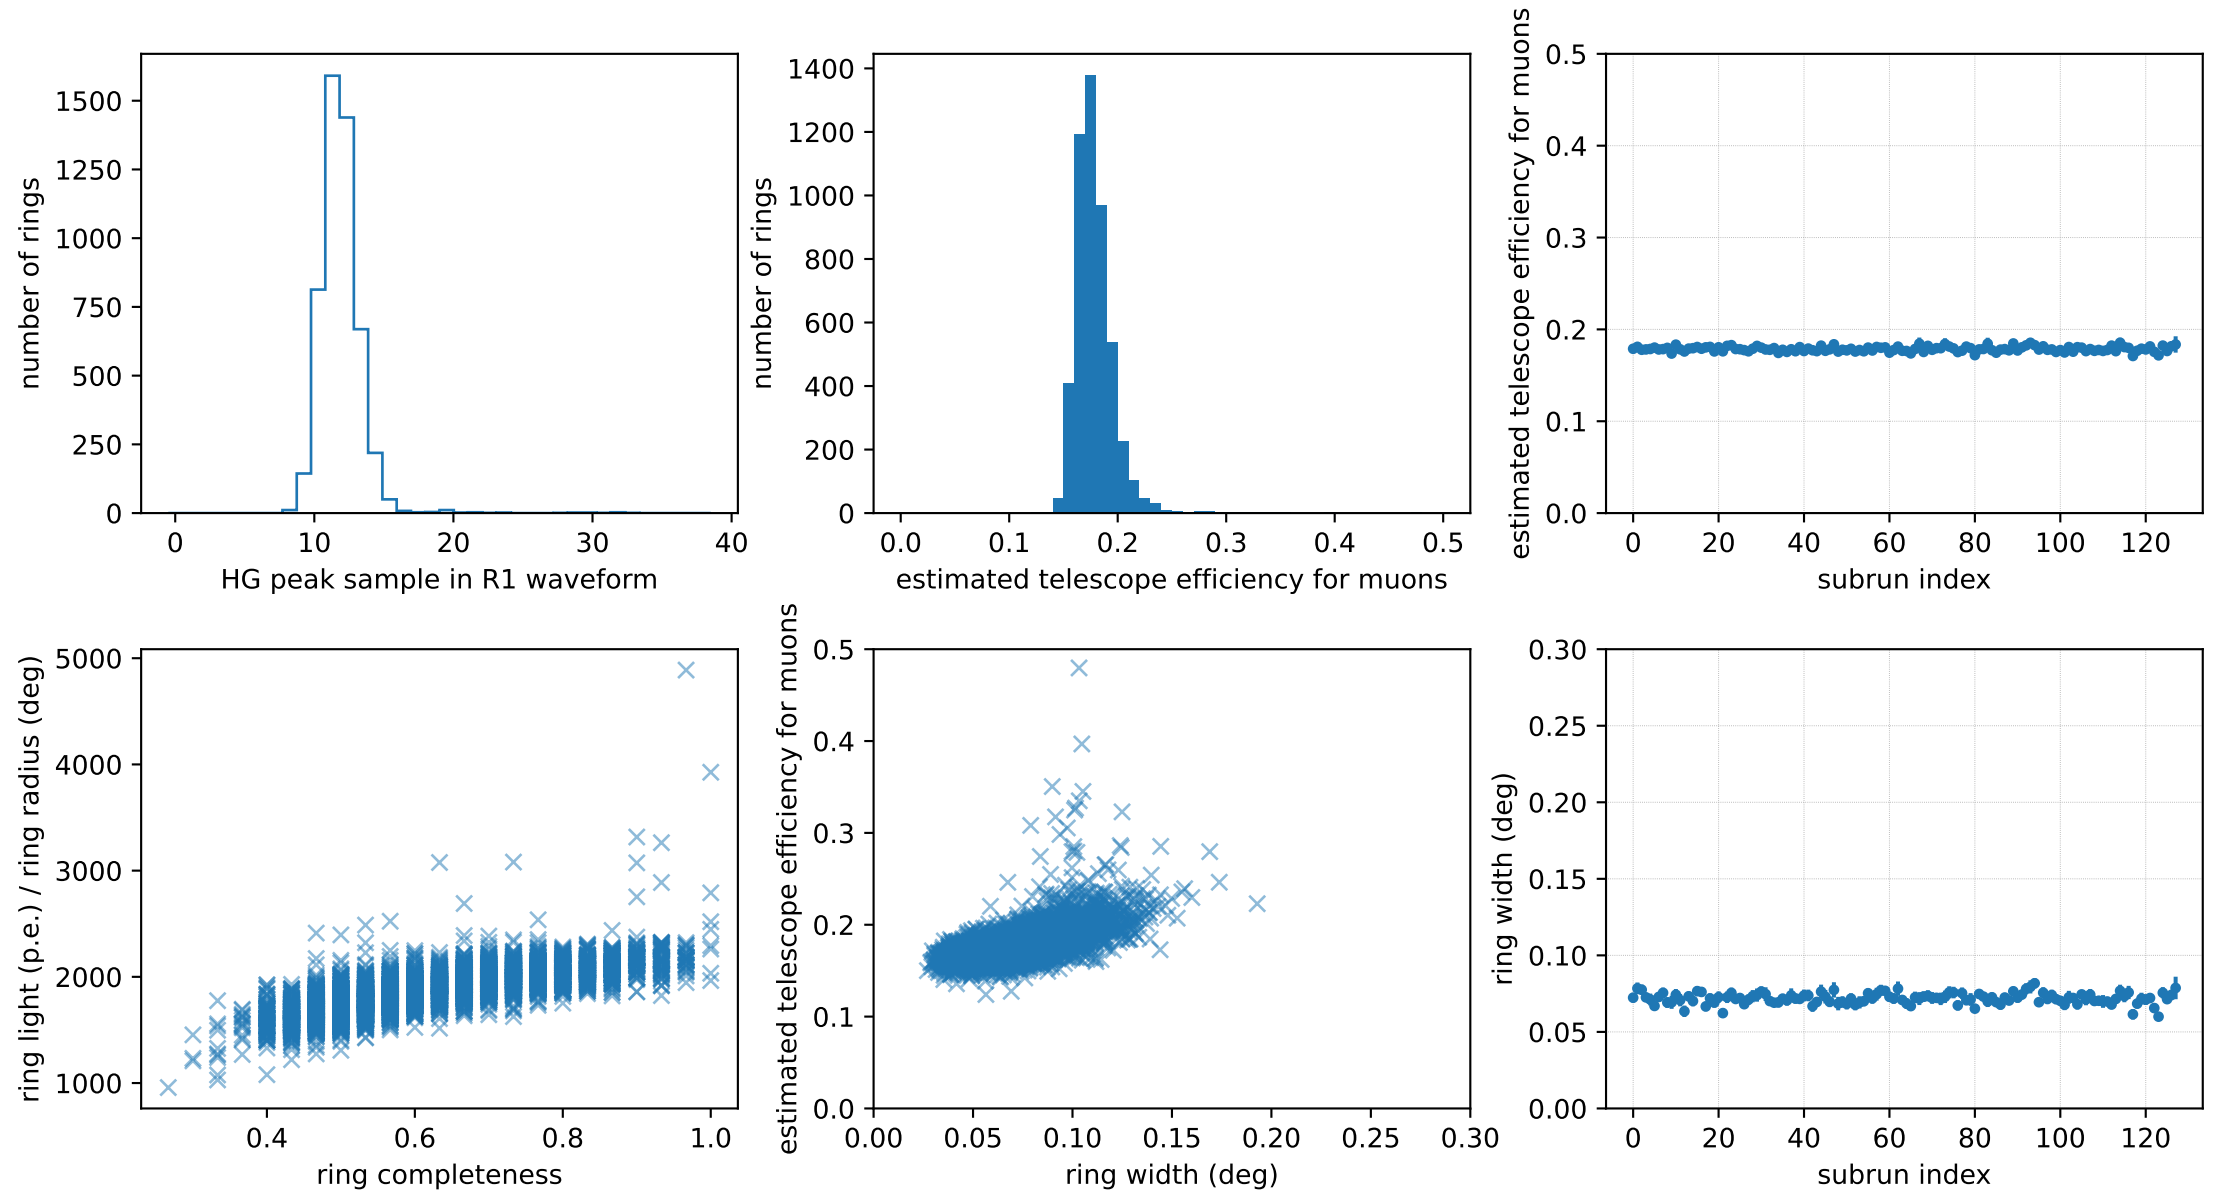 number of rings
1500
1250
1000
750
500
250
0
0 10 20 30 40
HG peak sample in R1 waveform
number of rings
1400
1200
1000
800
600
400
200
0
0.0 0.1 0.2 0.3 0.4 0.5
estimated telescope efficiency for muons
estimated telescope efficiency for muons
0.5
0.4
0.3
0.2
0.1
0.0
0 20 40 60 80 100 120
subrun index
ring light (p.e.) / ring radius (deg)
5000
4000
3000
2000
1000
0.4 0.6 0.8 1.0
ring completeness
estimated telescope efficiency for muons
0.5
0.4
0.3
0.2
0.1
0.0
0.00 0.05 0.10 0.15 0.20 0.25 0.30
ring width (deg)
ring width (deg)
0.30
0.25
0.20
0.15
0.10
0.05
0.00
0 20 40 60 80 100 120
subrun index